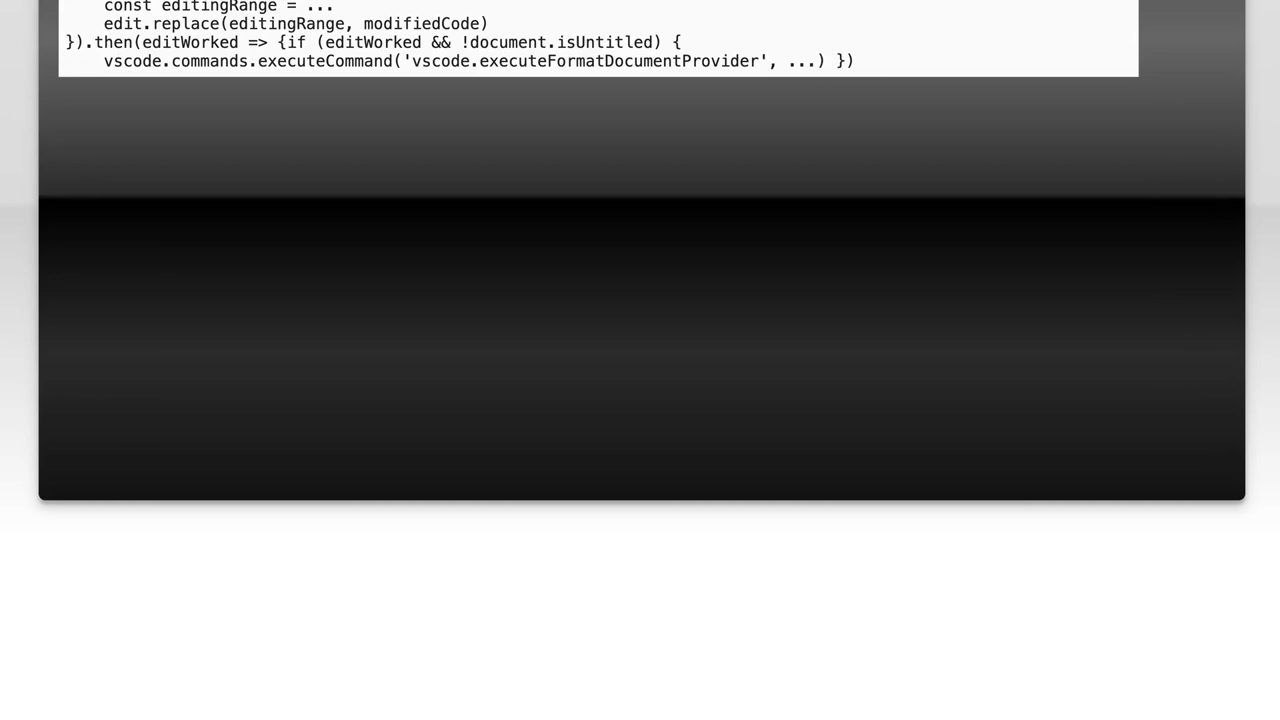 const editingRange = ...
edit.replace(editingRange, modifiedCode)
}).then(editWorked => {if (editWorked && !document.isUntitled) {
vscode.commands.executeCommand('vscode.executeFormatDocumentProvider', ...) })